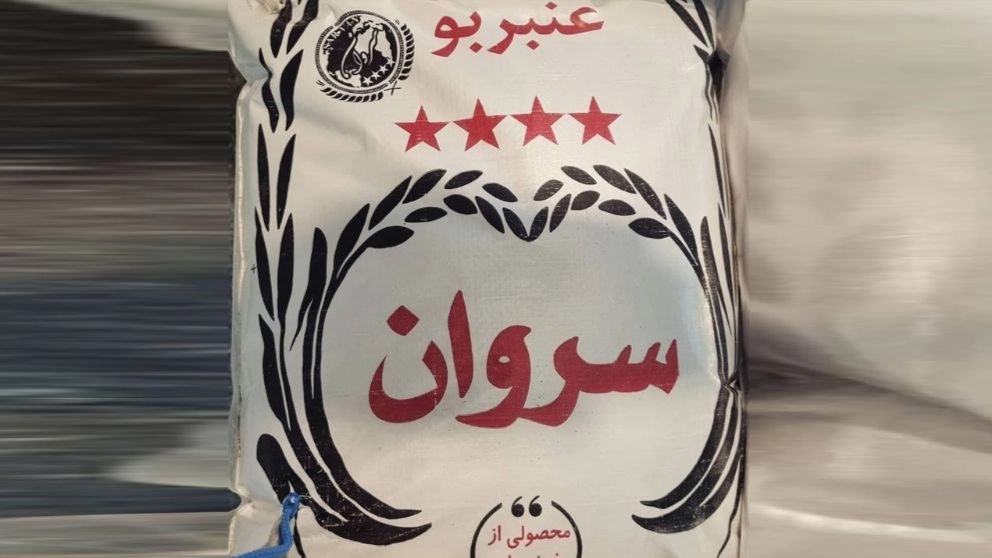 عنبربو
سروان
محصولی از